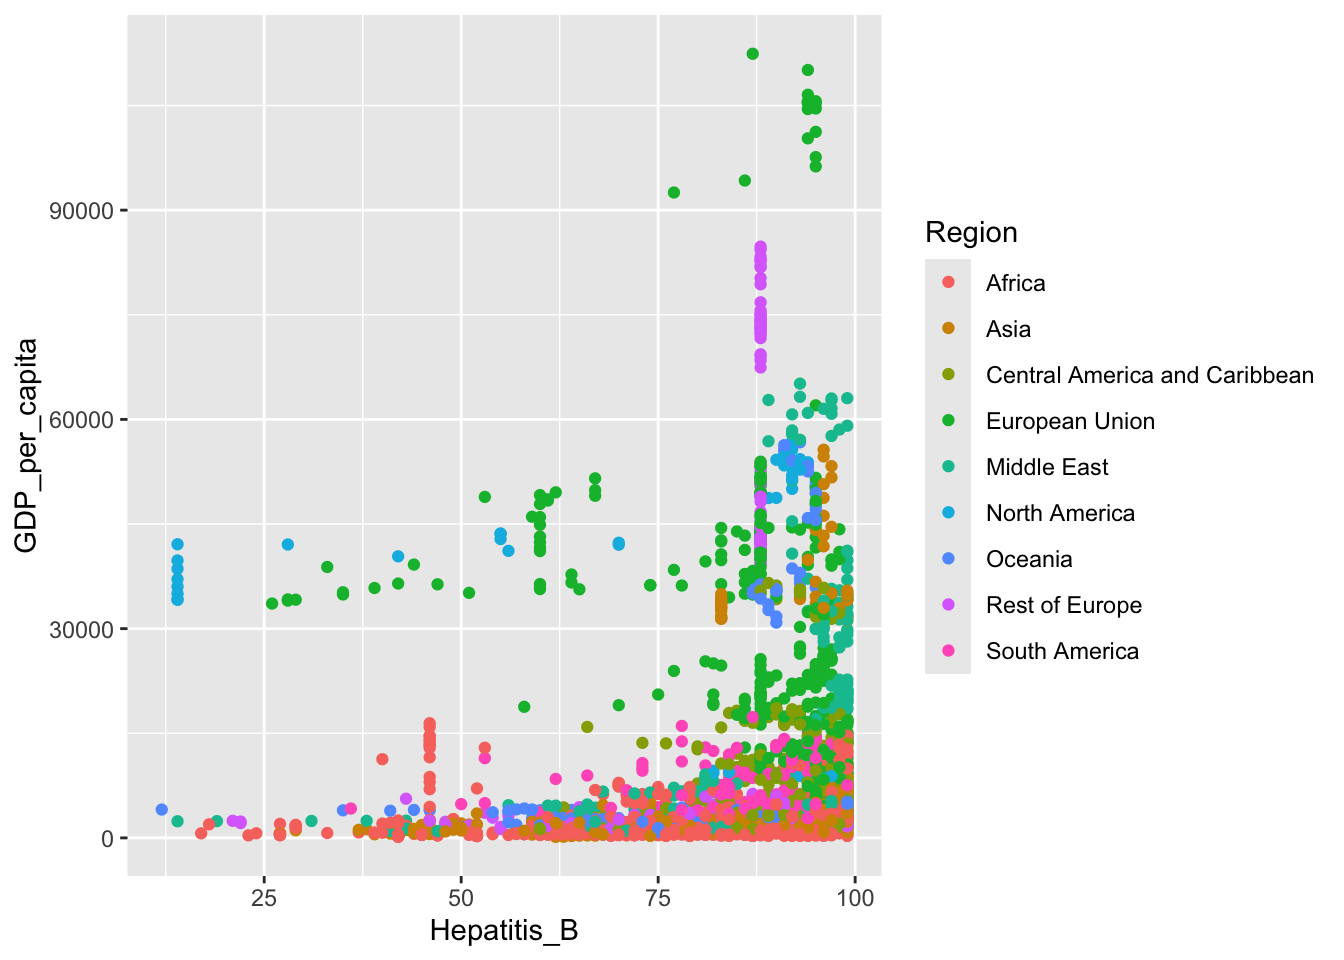 90000
60000
30000
0
GDP_per_capita
25
50
75
100
Hepatitis_B
Region
Africa
Asia
Central America and Caribbean
European Union
Middle East
North America
Oceania
Rest of Europe
South America